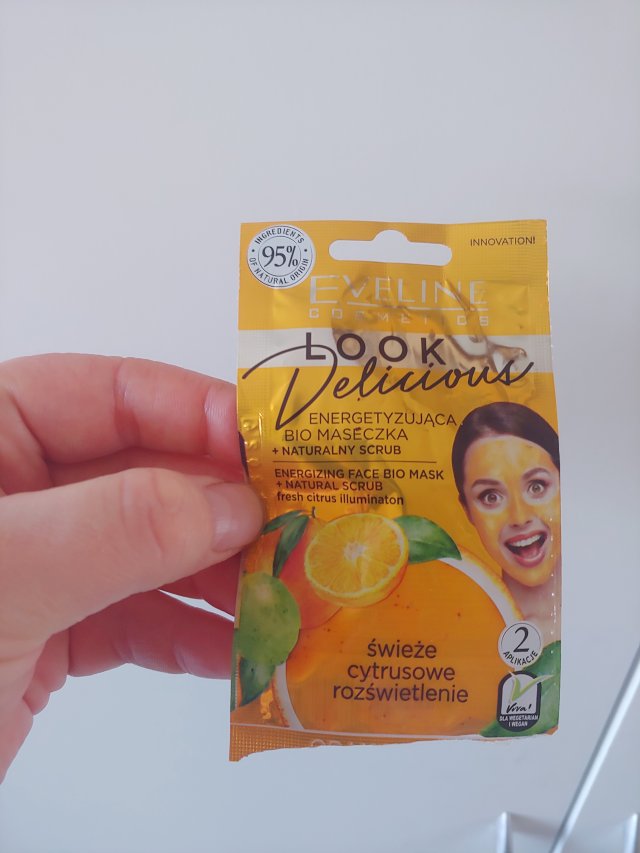 INGREDIENTS
95%
OF NATURAL ORIGIN
INNOVATION!
EVELINE
COSMETICS
LOOK
Delicious
ENERGETYZUJĄCA
BIO MASECZKA
+ NATURALNY SCRUB
ENERGIZING FACE BIO MASK
+ NATURAL SCRUB
fresh citrus illuminaton
świeże
cytrusowe
rozświetlenie
2
APLIKACJE
Viva!
DLA WEGETARIAN
I WEGAN